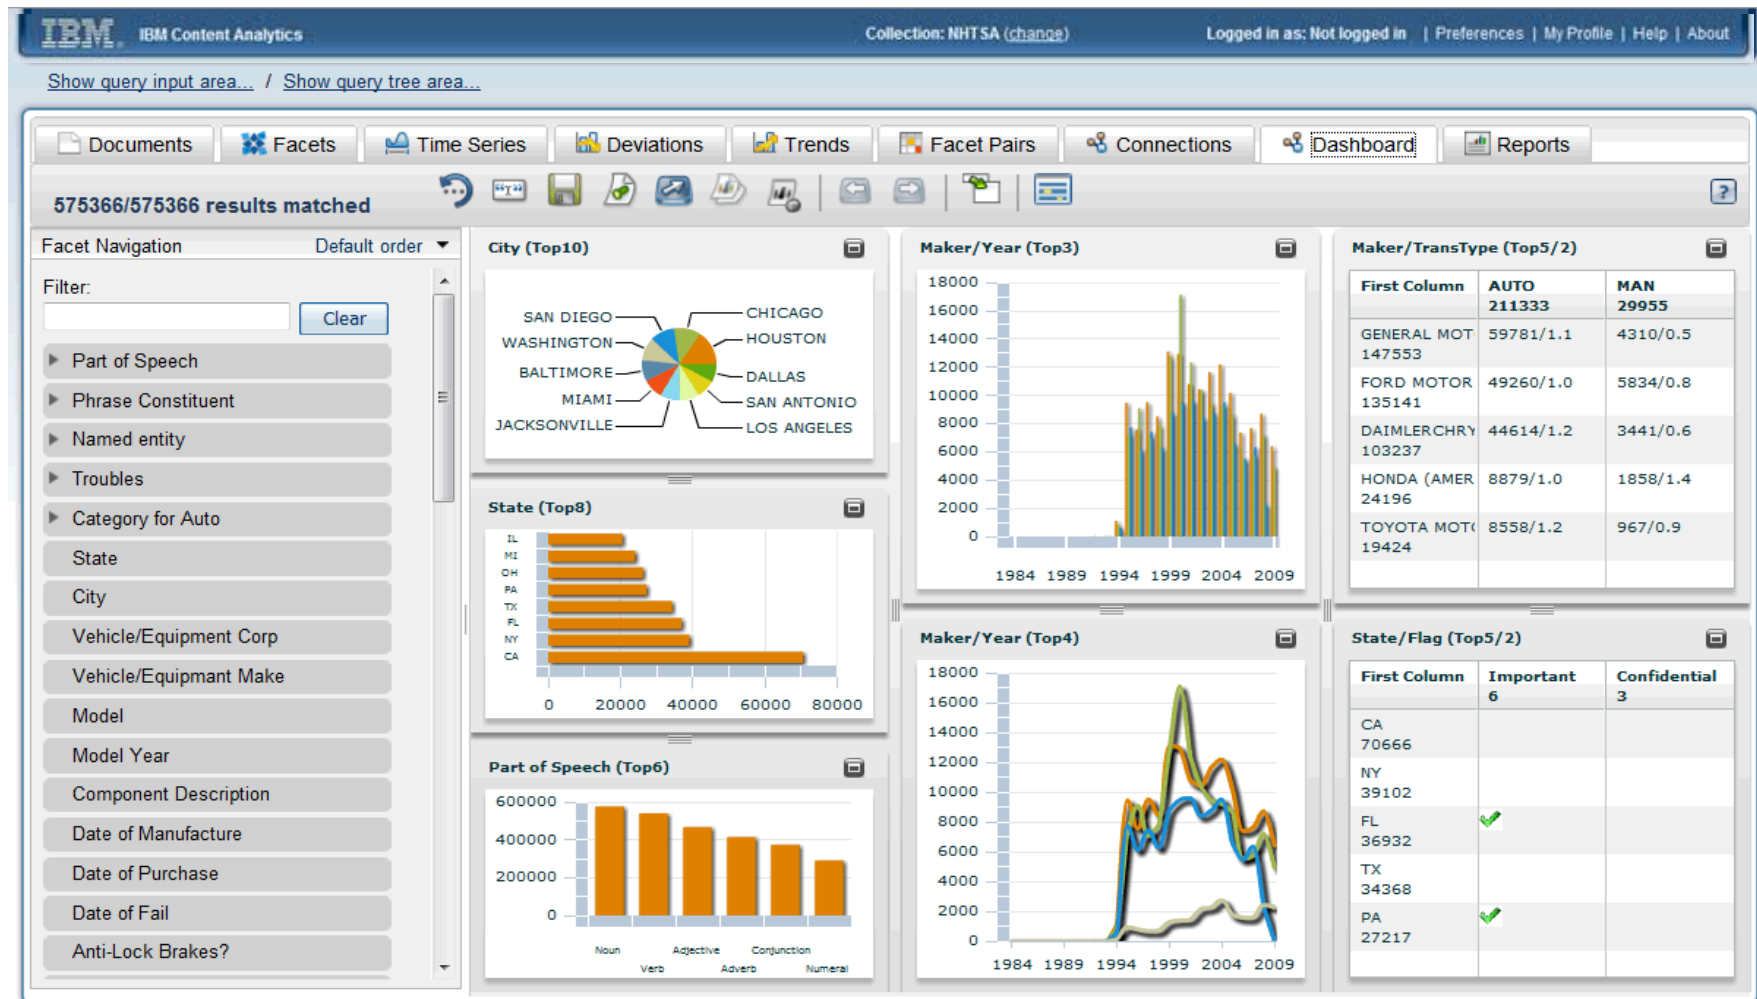 IBM. IBM Content Analytics Collection: NHTSA (change) Logged in as: Not logged in | Preferences | My Profile | Help | About
Show query input area... / Show query tree area...
Documents Facets Time Series Deviations Trends Facet Pairs Connections Dashboard Reports
575366/575366 results matched
Facet Navigation Default order
Filter:
Clear
Part of Speech
Phrase Constituent
Named entity
Troubles
Category for Auto
State
City
Vehicle/Equipment Corp
Vehicle/Equipmant Make
Model
Model Year
Component Description
Date of Manufacture
Date of Purchase
Date of Fail
Anti-Lock Brakes?
City (Top10)
SAN DIEGO CHICAGO
WASHINGTON HOUSTON
BALTIMORE DALLAS
MIAMI SAN ANTONIO
JACKSONVILLE LOS ANGELES
State (Top8)
IL
MI
OH
PA
TX
FL
NY
CA
0 20000 40000 60000 80000
Part of Speech (Top6)
600000
400000
200000
0
Noun Adjective Conjunction
Verb Adverb Numeral
Maker/Year (Top3)
18000
16000
14000
12000
10000
8000
6000
4000
2000
0
1984 1989 1994 1999 2004 2009
Maker/Year (Top4)
18000
16000
14000
12000
10000
8000
6000
4000
2000
0
1984 1989 1994 1999 2004 2009
Maker/TransType (Top5/2)
First Column AUTO MAN
211333 29955
GENERAL MOT 59781/1.1 4310/0.5
147553
FORD MOTOR 49260/1.0 5834/0.8
135141
DAIMLERCHRY 44614/1.2 3441/0.6
103237
HONDA (AMER 8879/1.0 1858/1.4
24196
TOYOTA MOT 8558/1.2 967/0.9
19424
State/Flag (Top5/2)
First Column Important Confidential
6 3
CA
70666
NY
39102
FL
36932
TX
34368
PA
27217